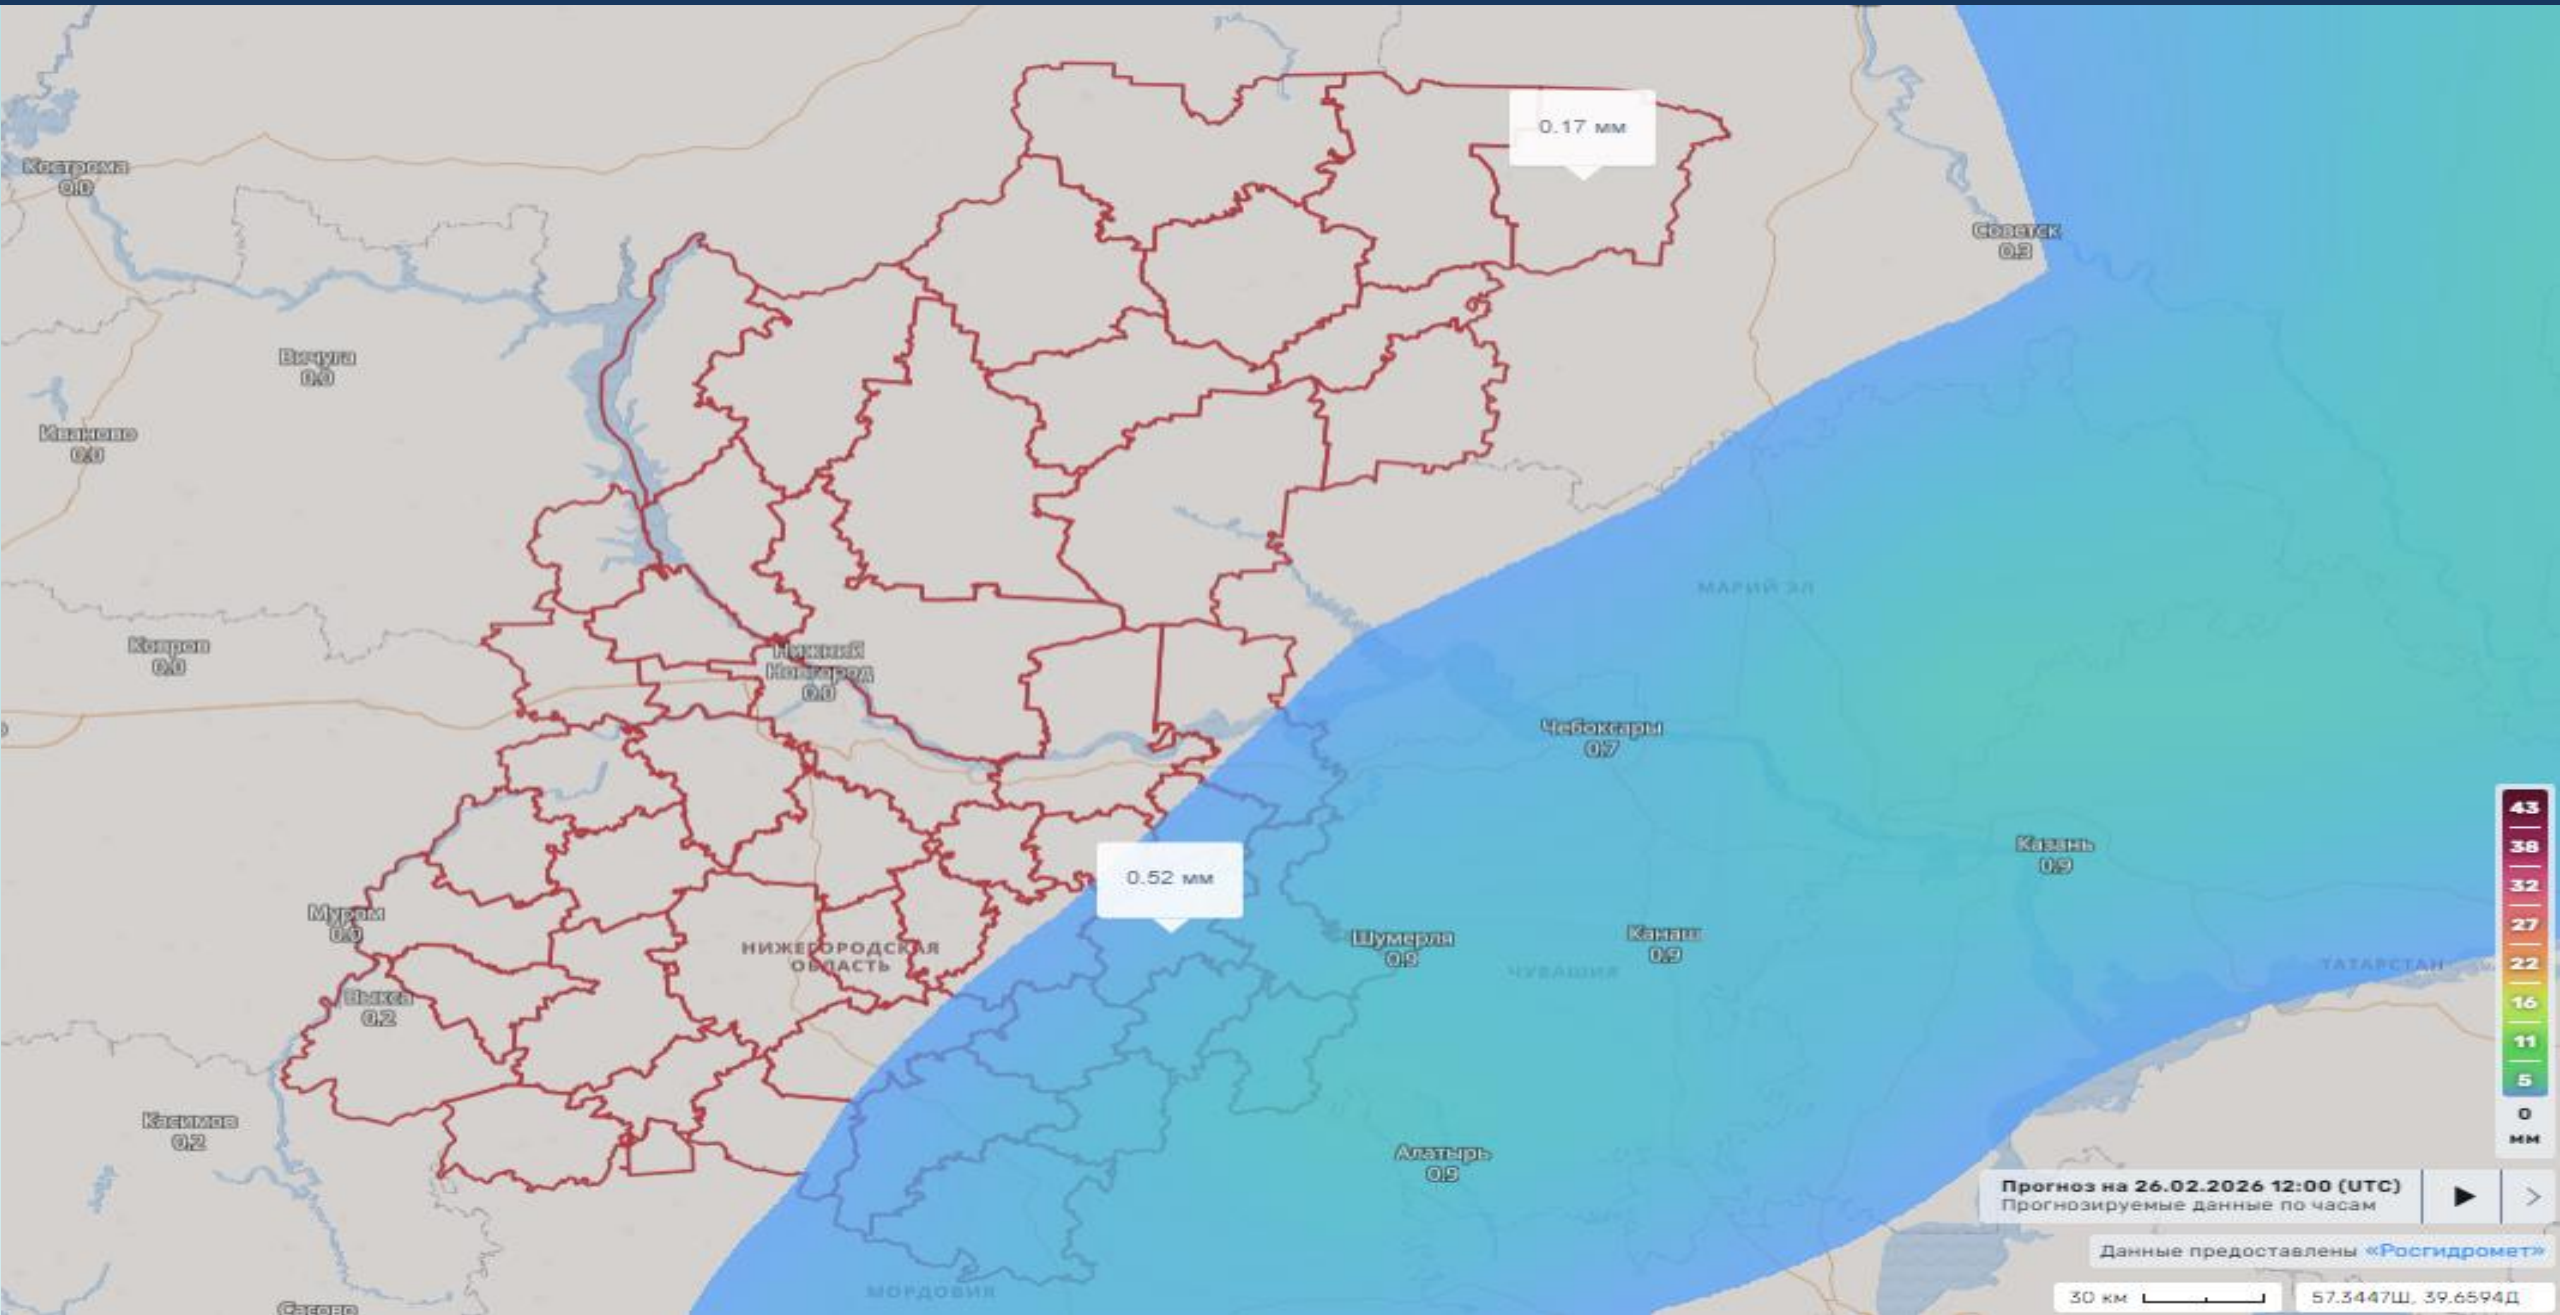 0.17 мм
Кострома
0.0
Советск
0.3
Вичуга
0.0
Иваново
0.0
МАРИЙ ЭЛ
Ковров
0.0
Нижний
Новгород
0.0
Чебоксары
0.7
Казань
0.9
0.52 мм
Муром
0.0
НИЖЕГОРОДСКАЯ
ОБЛАСТЬ
Шумерля
0.9
Канаш
0.9
ЧУВАШИЯ
ТАТАРСТАН
Выкса
0.2
Касимов
0.2
Алатырь
0.9
МОРДОВИЯ
Сасово
43
38
32
27
22
16
11
5
0
мм
Прогноз на 26.02.2026 12:00 (UTC)
Прогнозируемые данные по часам
Данные предоставлены «Росгидромет»
30 км
57.3447Ш, 39.6594Д